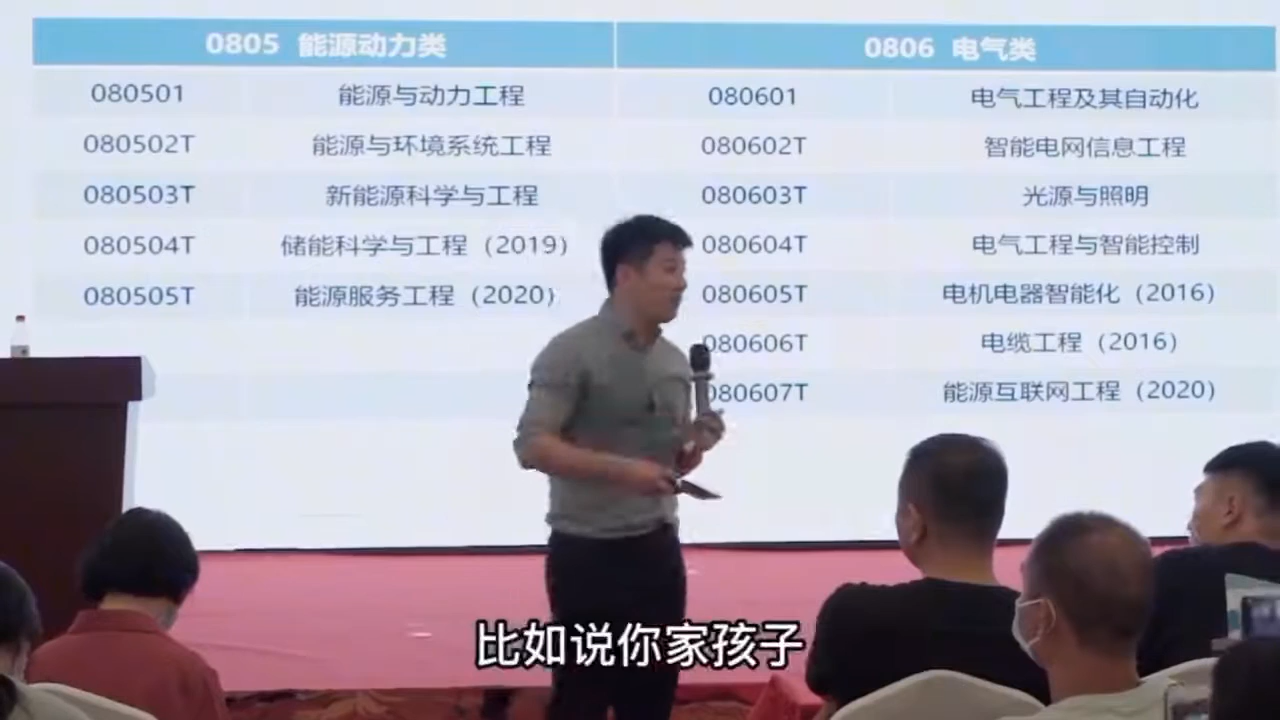 0805 能源动力类 0806 电气类
080501 能源与动力工程 080601 电气工程及其自动化
080502T 能源与环境系统工程 080602T 智能电网信息工程
080503T 新能源科学与工程 080603T 光源与照明
080504T 储能科学与工程（2019） 080604T 电气工程与智能控制
080505T 能源服务工程（2020） 080605T 电机电器智能化（2016）
080606T 电缆工程（2016）
080607T 能源互联网工程（2020）
比如说你家孩子